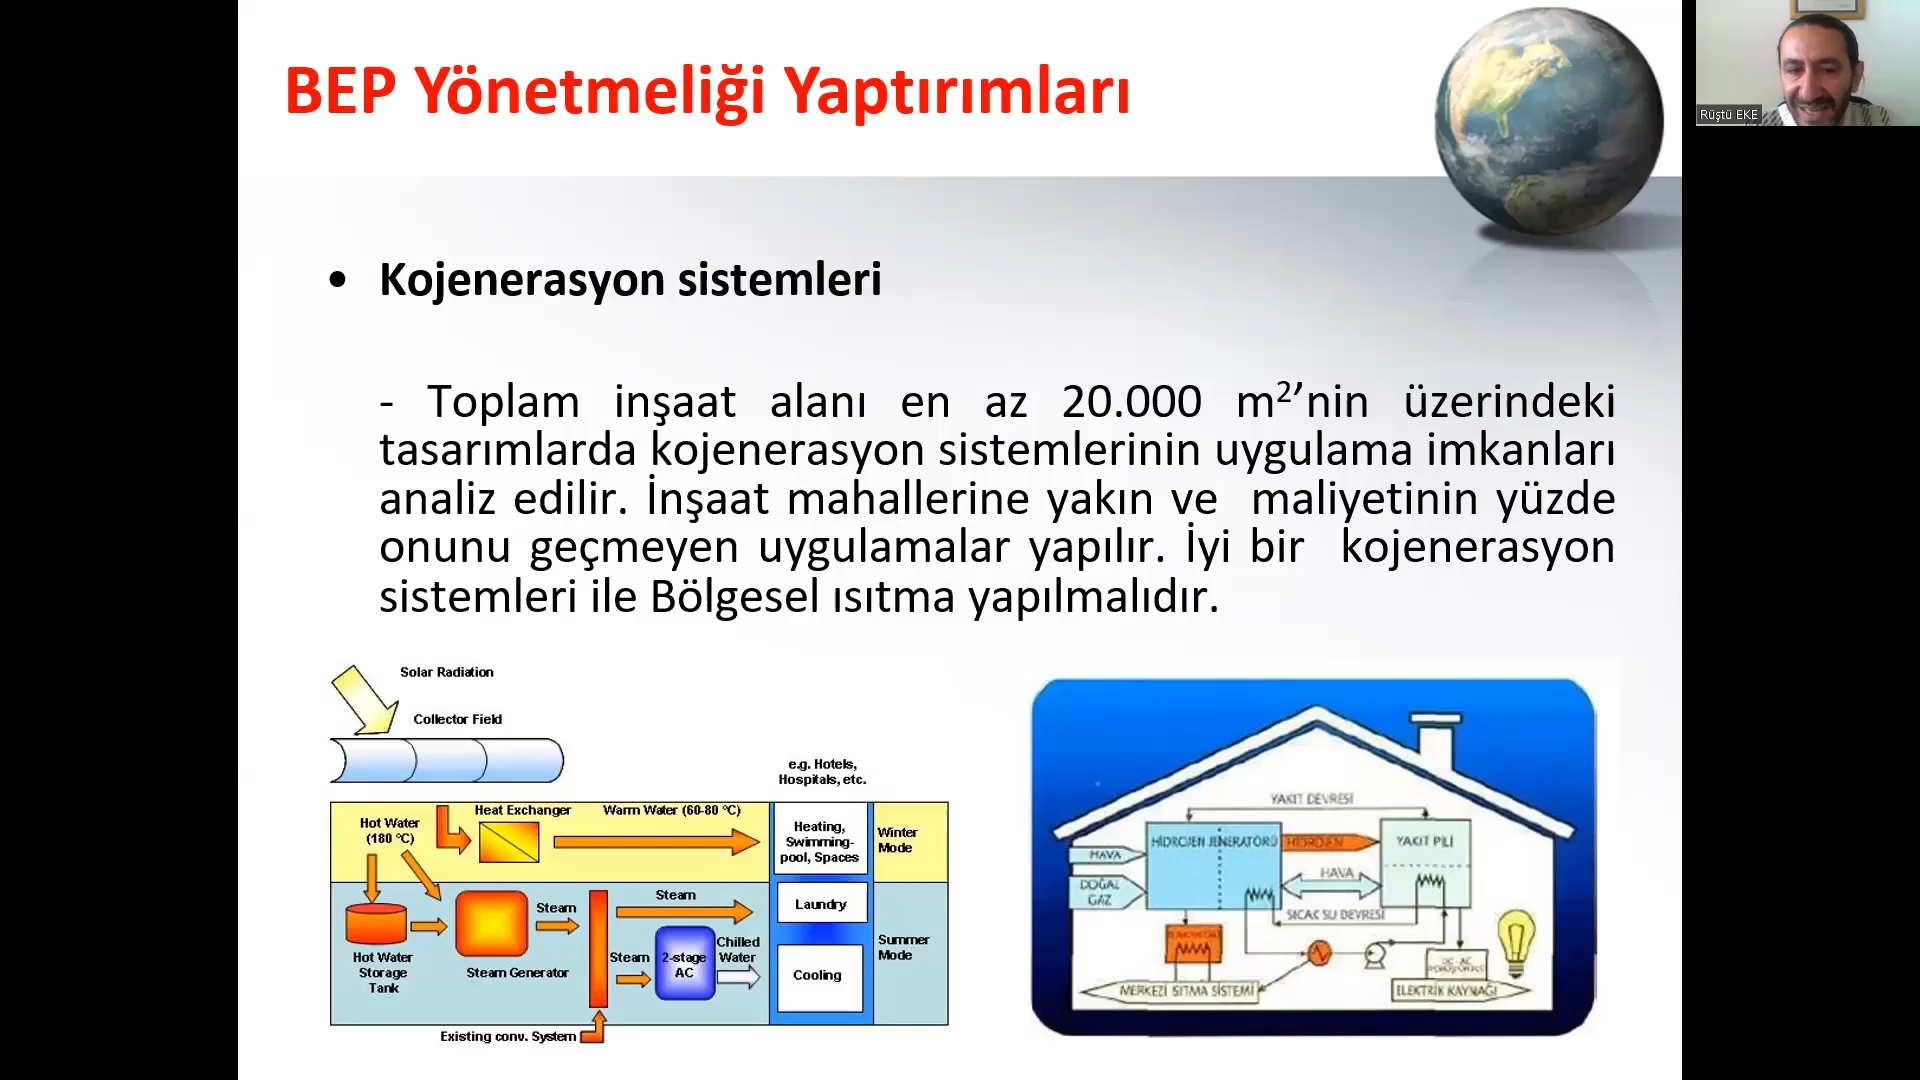 BEP Yönetmeliği Yaptırımları
Rüştü EKE
• Kojenerasyon sistemleri
- Toplam inşaat alanı en az 20.000 m²’nin üzerindeki
tasarımlarda kojenerasyon sistemlerinin uygulama imkanları
analiz edilir. İnşaat mahallerine yakın ve maliyetinin yüzde
onunu geçmeyen uygulamalar yapılır. İyi bir kojenerasyon
sistemleri ile Bölgesel ısıtma yapılmalıdır.
Solar Radiation
Collector Field
e.g. Hotels,
Hospitals, etc.
Hot Water
(180 °C)
Heat Exchanger
Warm Water (60-80 °C)
Heating,
Swimming-
pool, Spaces
Winter
Mode
Steam
Steam
Laundry
Hot Water
Storage
Tank
Steam Generator
Steam
2-stage
AC
Chilled
Water
Cooling
Summer
Mode
Existing conv. System
YAKIT DEVRESİ
HİDROJEN JENERATÖRÜ
HİDROJEN
YAKIT PİLİ
HAVA
HAVA
DOĞAL
GAZ
SICAK SU DEVRESİ
DC - AC
MERKEZİ ISITMA SİSTEMİ
ELEKTRİK KAYNAĞI